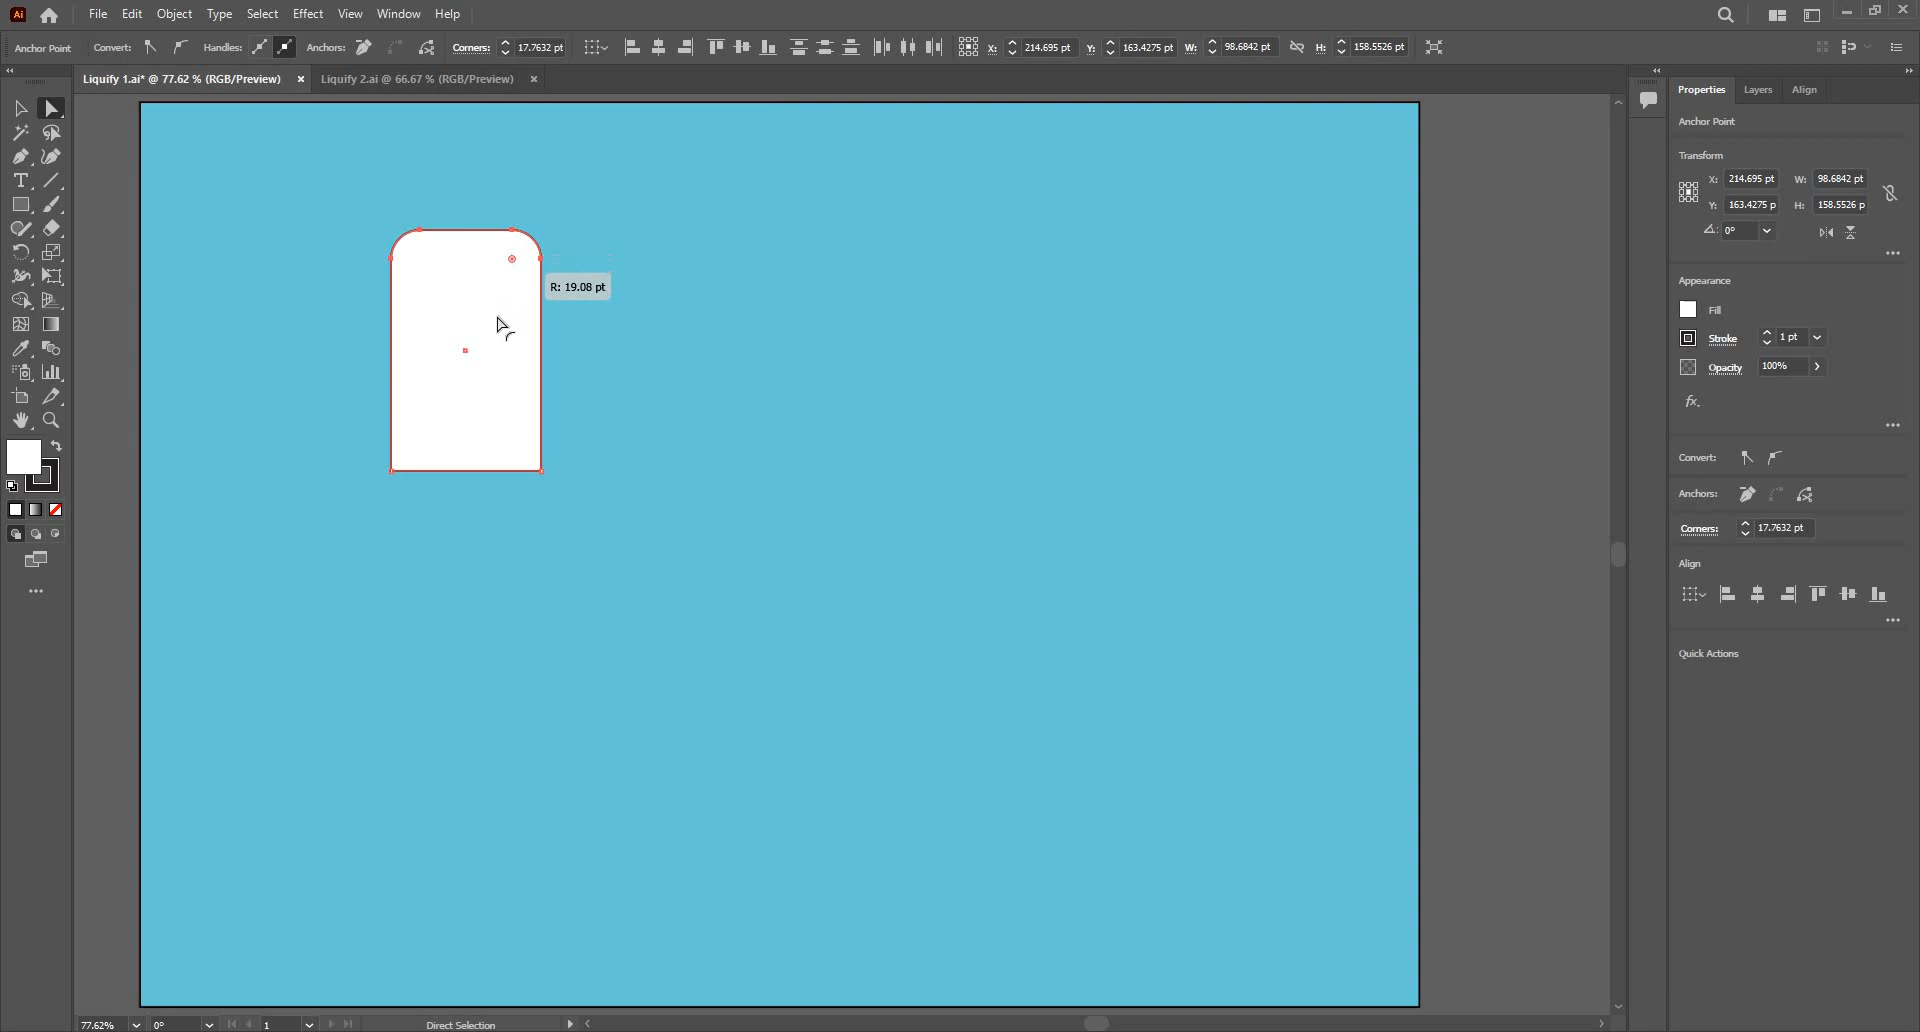 Ai File Edit Object Type Select Effect View Window Help
Anchor Point Convert: Handles: Anchors: Corners: 17.7632 pt X: 214.695 pt Y: 163.4275 pt W: 98.6842 pt H: 158.5526 pt
Liquify 1.ai* @ 77.62 % (RGB/Preview) × Liquify 2.ai @ 66.67 % (RGB/Preview) ×
R: 19.08 pt
Properties Layers Align
Anchor Point
Transform
X: 214.695 pt W: 98.6842 pt
Y: 163.4275 p H: 158.5526 p
0°
Appearance
Fill
Stroke 1 pt
Opacity 100%
fx.
Convert:
Anchors:
Corners: 17.7632 pt
Align
Quick Actions
77.62% 0° 1 Direct Selection